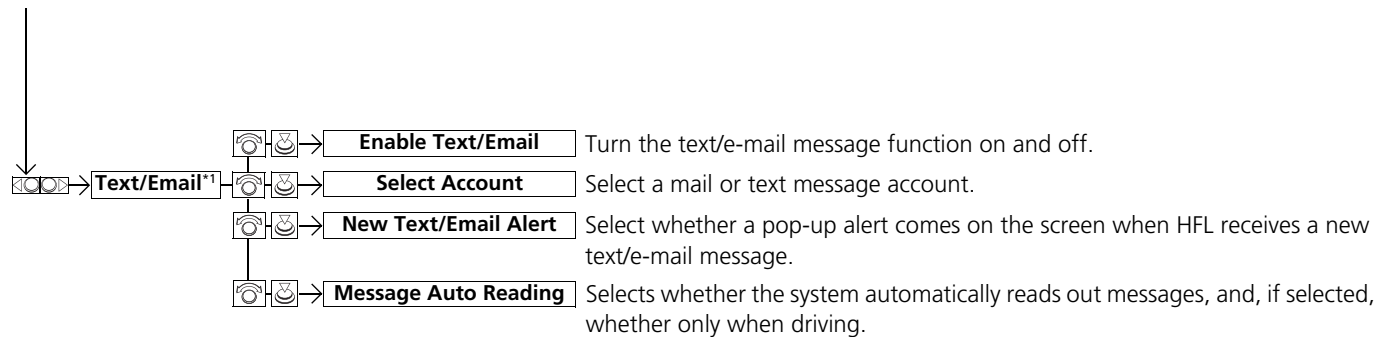 Enable Text/Email Turn the text/e-mail message function on and off.
Text/Email*1 Select Account Select a mail or text message account.
New Text/Email Alert Select whether a pop-up alert comes on the screen when HFL receives a new
text/e-mail message.
Message Auto Reading Selects whether the system automatically reads out messages, and, if selected,
whether only when driving.